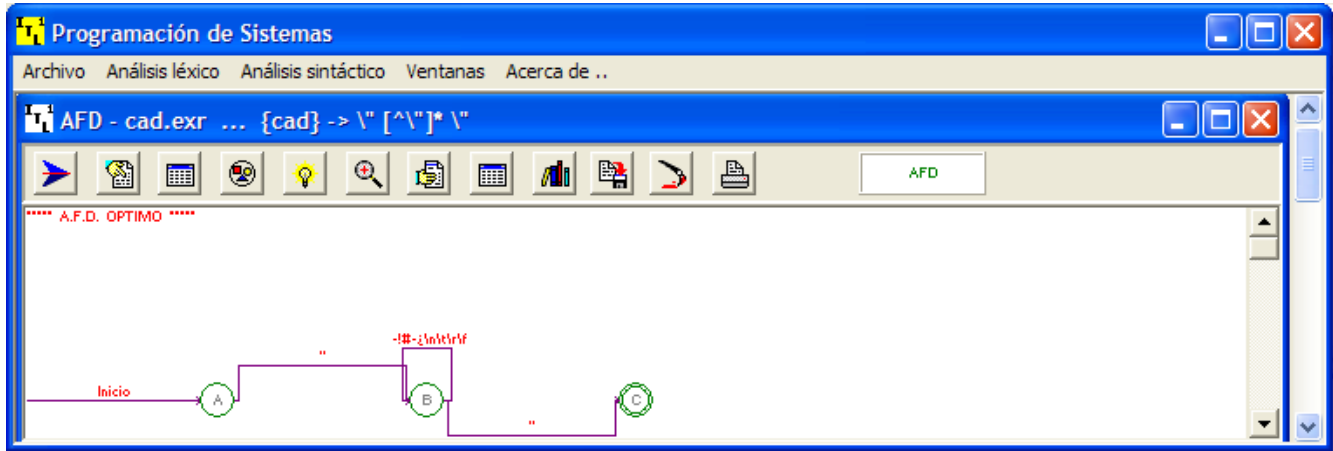 Programación de Sistemas
Archivo Análisis léxico Análisis sintáctico Ventanas Acerca de ..
AFD - cad.exr ... {cad} -> \" [^\"]* \"
AFD
***** A.F.D. OPTIMO *****
-!#-¿\n\t\r\f
"
Inicio
A
B
C
"